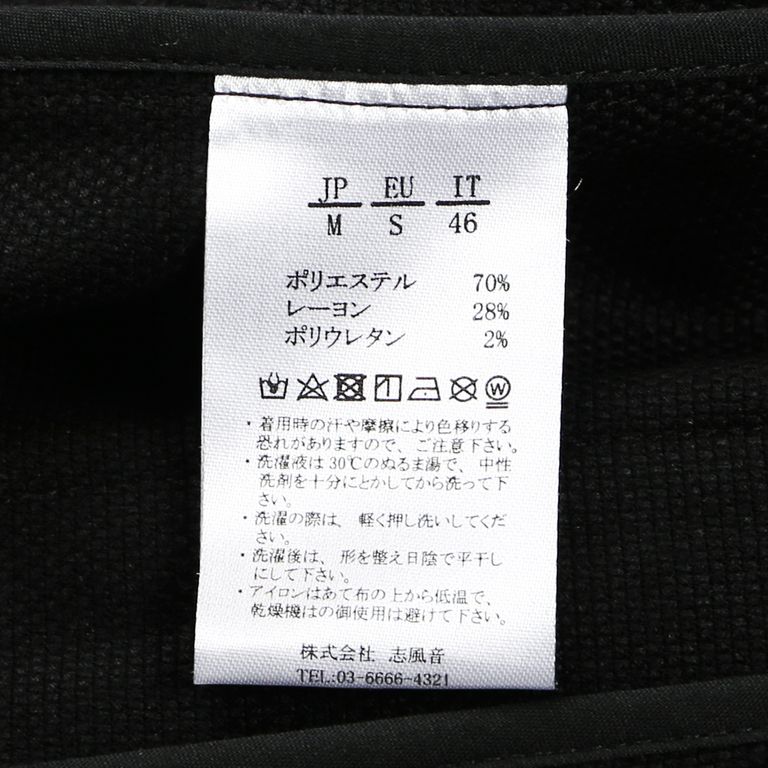 JP EU IT
M S 46
ポリエステル 70%
レーヨン 28%
ポリウレタン 2%
W
・着用時の汗や摩擦により色移りする
恐れがありますので、ご注意下さい。
・洗濯液は30℃のぬるま湯で、中性
洗剤を十分にとかしてから洗って下
さい。
・洗濯の際は、軽く押し洗いしてくだ
さい。
・洗濯後は、形を整え日陰で平干し
にして下さい。
・アイロンはあて布の上から低温で、
乾燥機はの御使用は避けて下さい。
株式会社 志風音
TEL:03-6666-4321